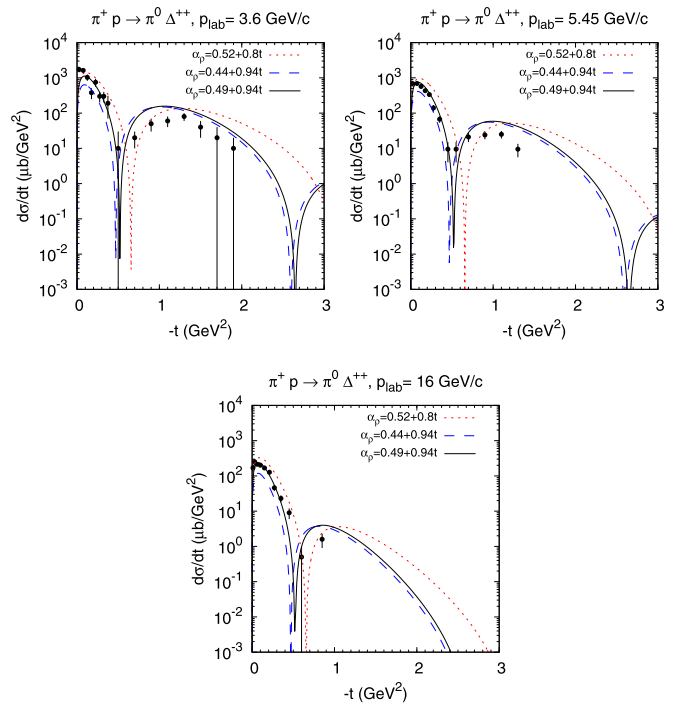 π⁺ p → π⁰ Δ⁺⁺, p_lab= 3.6 GeV/c
α_ρ=0.52+0.8t
α_ρ=0.44+0.94t
α_ρ=0.49+0.94t
dσ/dt (μb/GeV²)
10⁴
10³
10²
10¹
10⁰
10⁻¹
10⁻²
10⁻³
0 1 2 3
-t (GeV²)
π⁺ p → π⁰ Δ⁺⁺, p_lab= 5.45 GeV/c
α_ρ=0.52+0.8t
α_ρ=0.44+0.94t
α_ρ=0.49+0.94t
dσ/dt (μb/GeV²)
10⁴
10³
10²
10¹
10⁰
10⁻¹
10⁻²
10⁻³
0 1 2 3
-t (GeV²)
π⁺ p → π⁰ Δ⁺⁺, p_lab= 16 GeV/c
α_ρ=0.52+0.8t
α_ρ=0.44+0.94t
α_ρ=0.49+0.94t
dσ/dt (μb/GeV²)
10⁴
10³
10²
10¹
10⁰
10⁻¹
10⁻²
10⁻³
0 1 2 3
-t (GeV²)